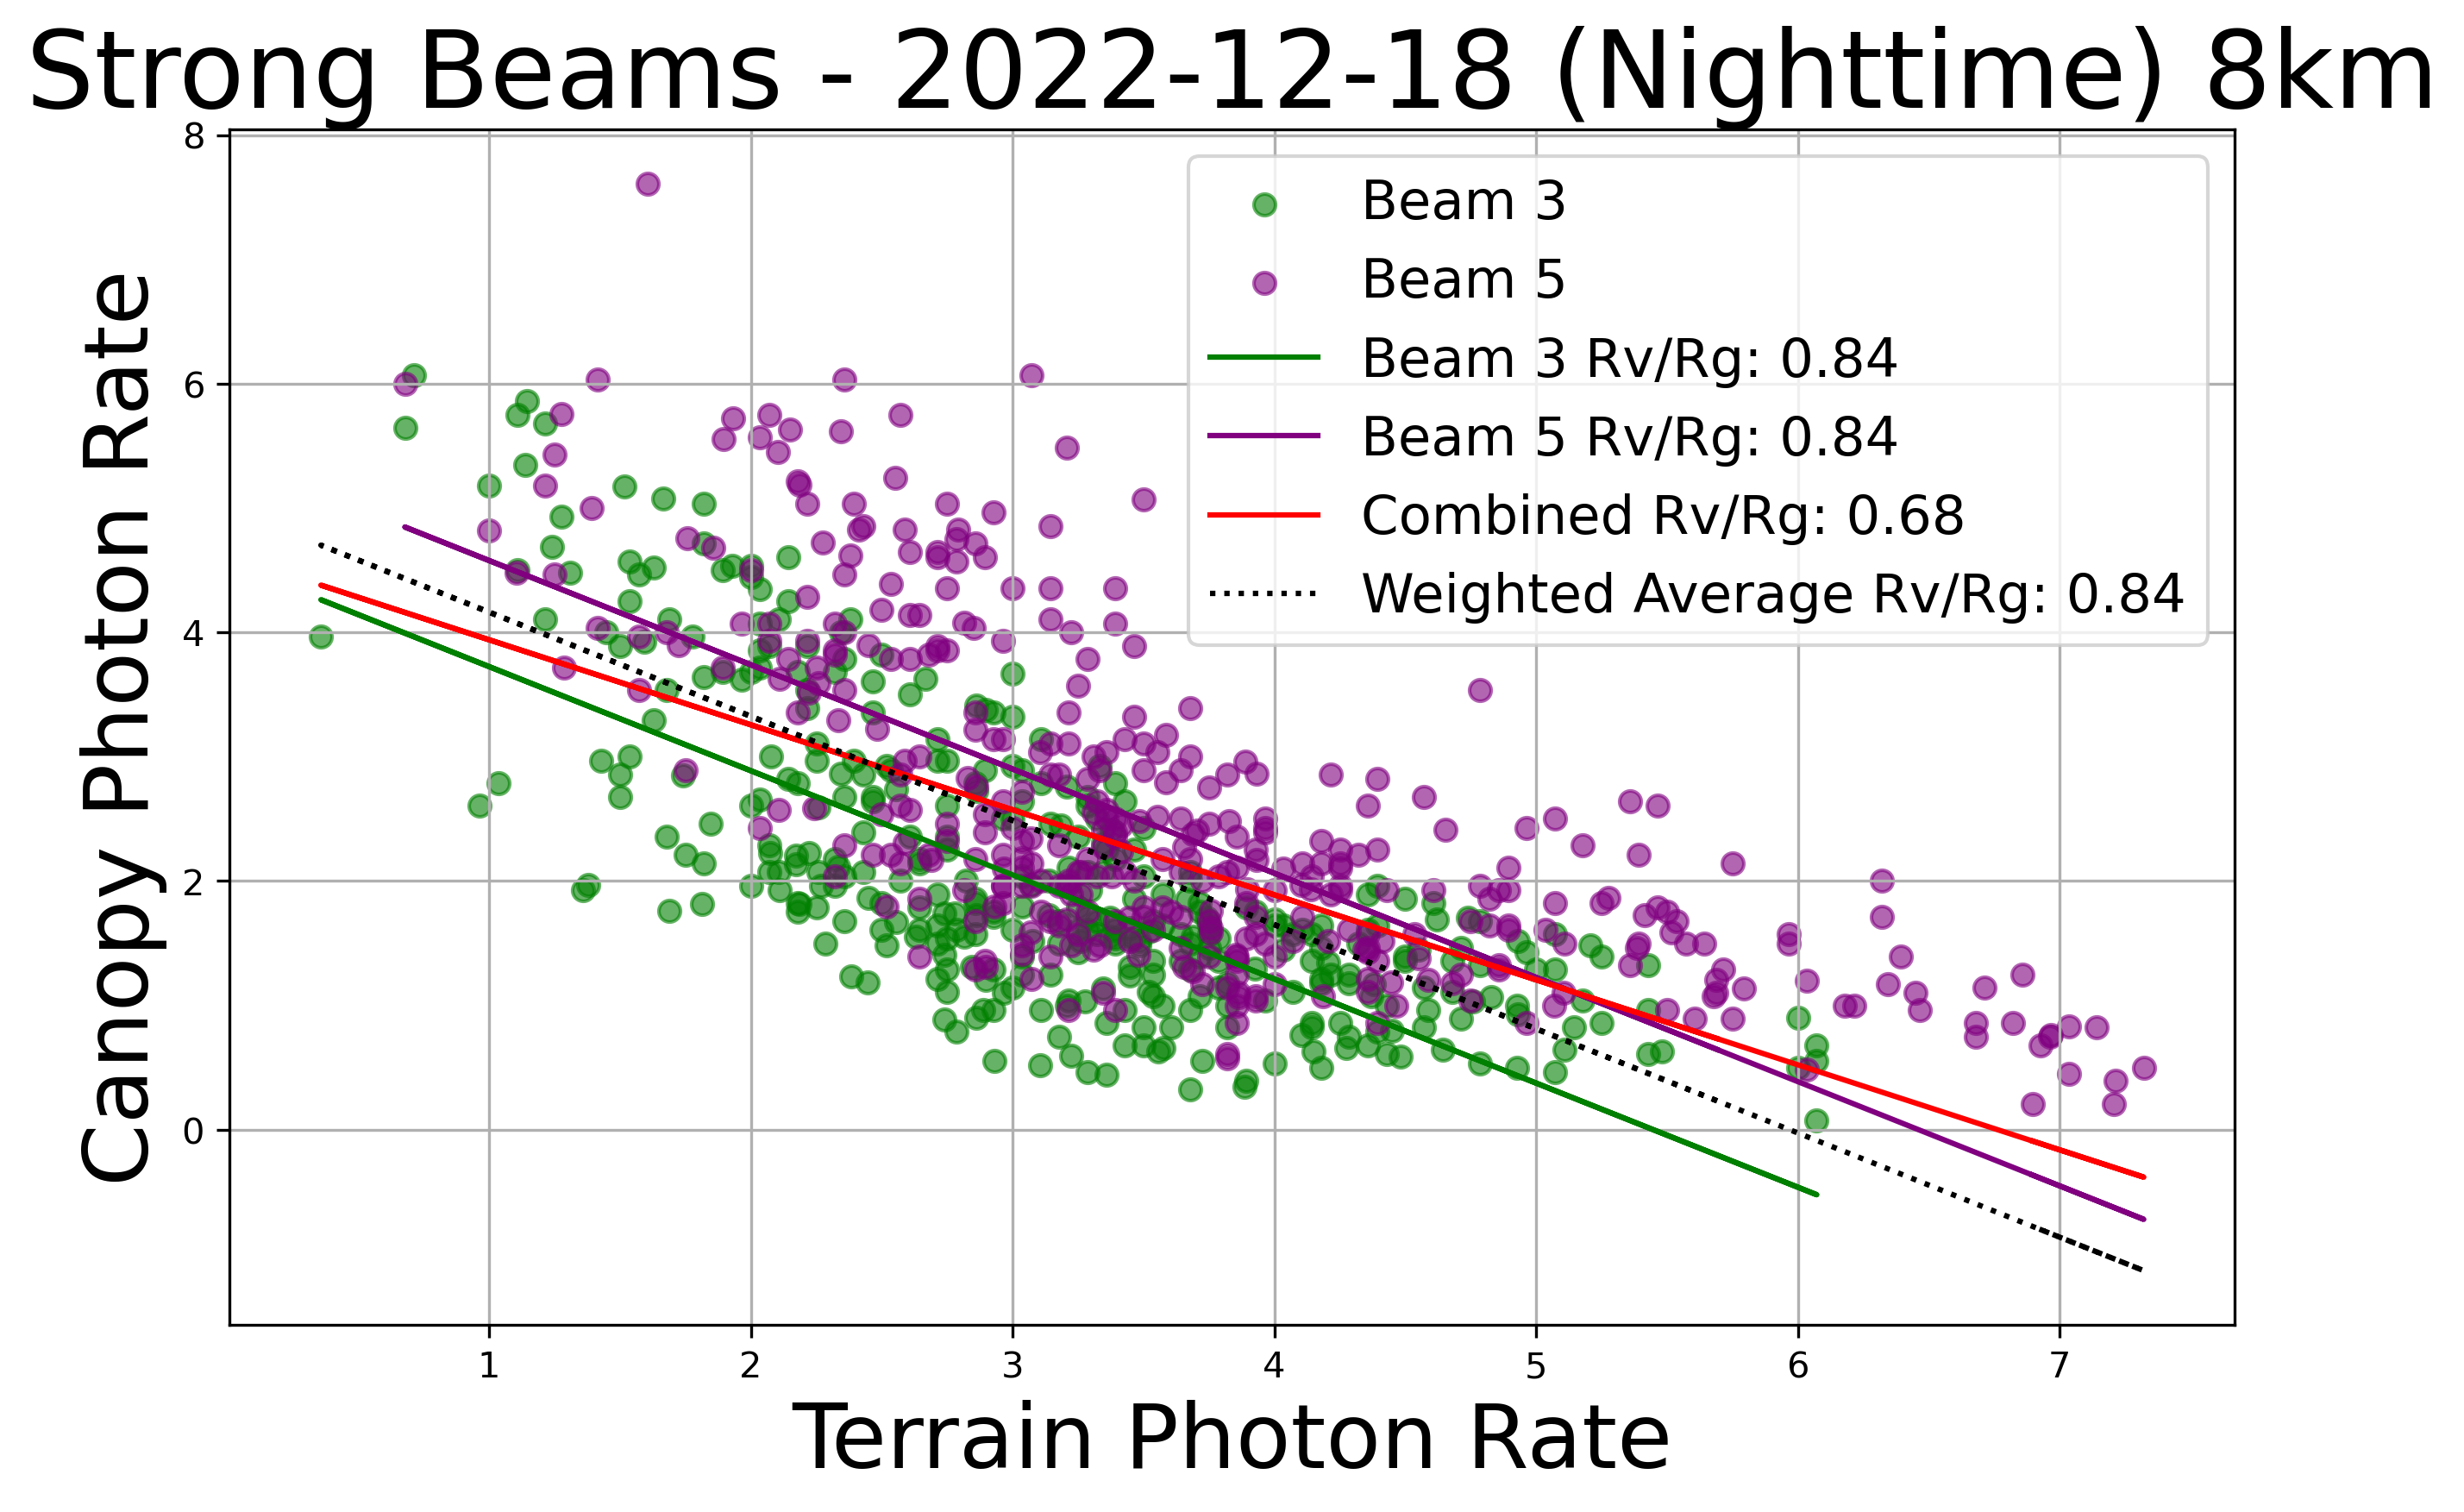 Strong Beams - 2022-12-18 (Nighttime) 8km
Canopy Photon Rate
8
6
4
2
0
Beam 3
Beam 5
Beam 3 Rv/Rg: 0.84
Beam 5 Rv/Rg: 0.84
Combined Rv/Rg: 0.68
Weighted Average Rv/Rg: 0.84
1 2 3 4 5 6 7
Terrain Photon Rate